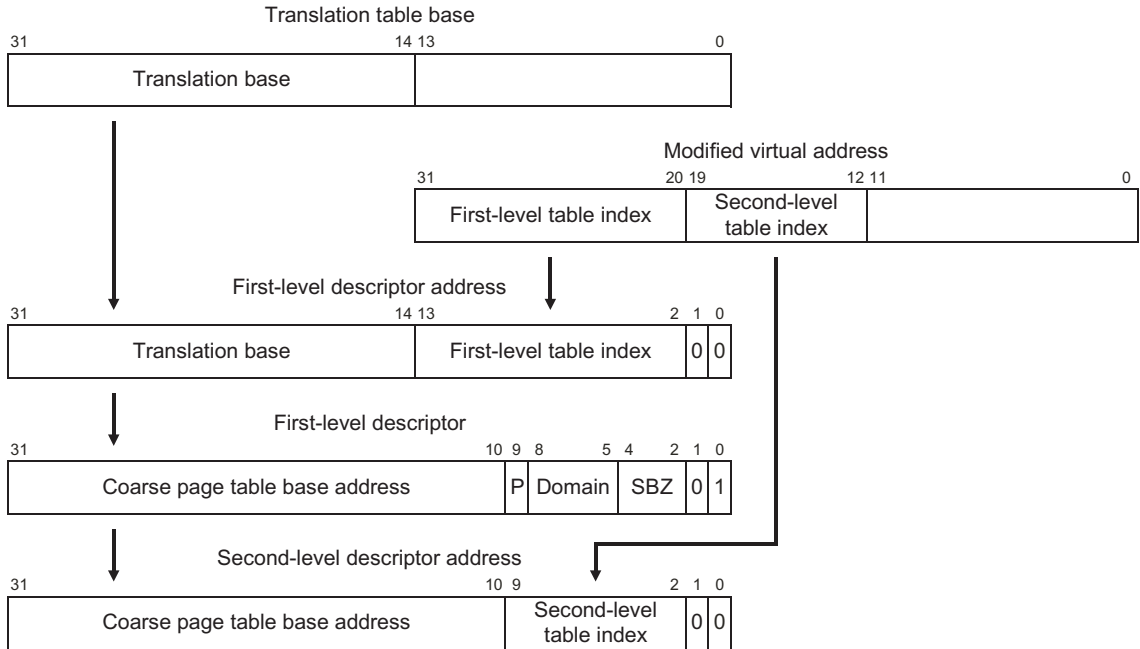 Translation table base
31 14 13 0
Translation base
Modified virtual address
31 20 19 12 11 0
First-level table index
Second-level
table index
First-level descriptor address
31 14 13 2 1 0
Translation base First-level table index 0 0
First-level descriptor
31 10 9 8 5 4 2 1 0
Coarse page table base address P Domain SBZ 0 1
Second-level descriptor address
31 10 9 2 1 0
Coarse page table base address
Second-level
table index
0 0